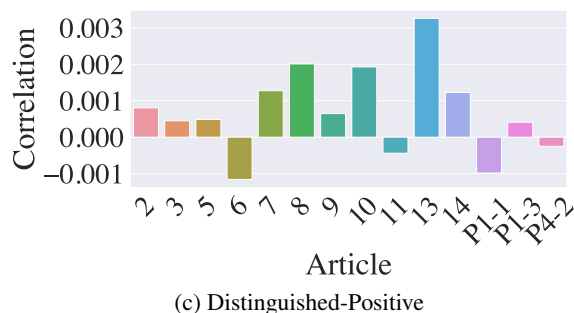 Correlation
0.003
0.002
0.001
0.000
−0.001
2 3 5 6 7 8 9 10 11 13 14 P1-1 P1-3 P4-2
Article
(c) Distinguished-Positive